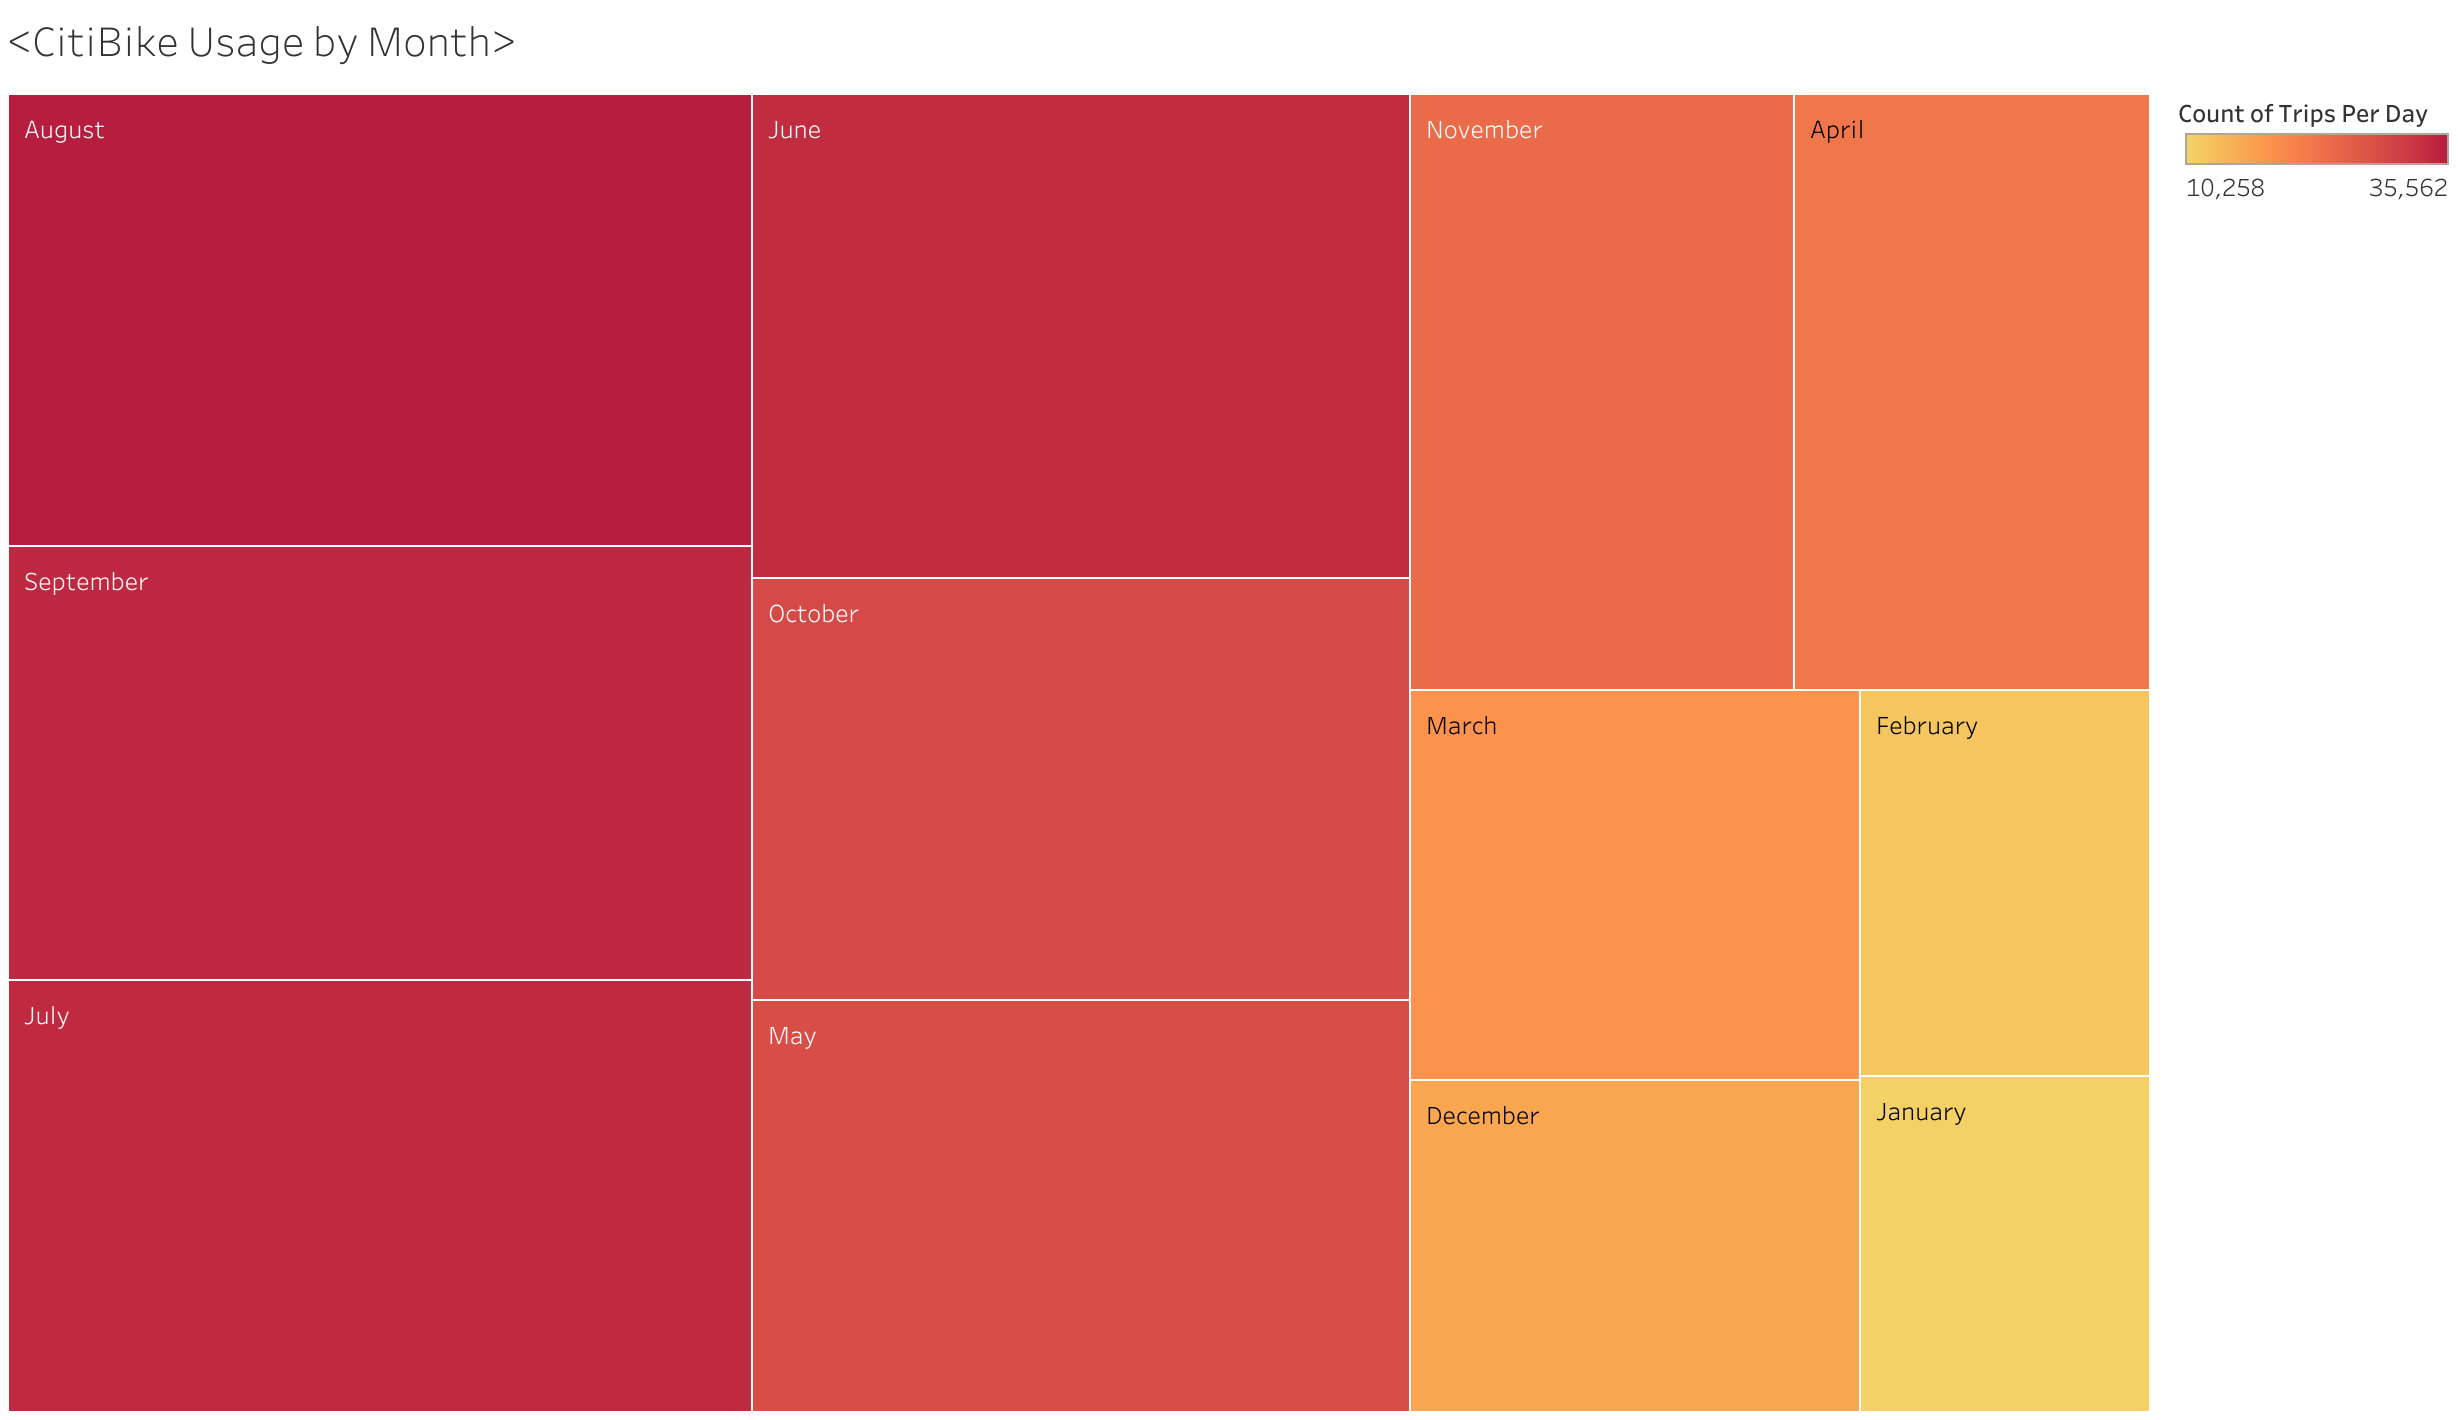 <CitiBike Usage by Month>
August
September
July
June
October
May
November
April
March
February
December
January
Count of Trips Per Day
10,258 35,562